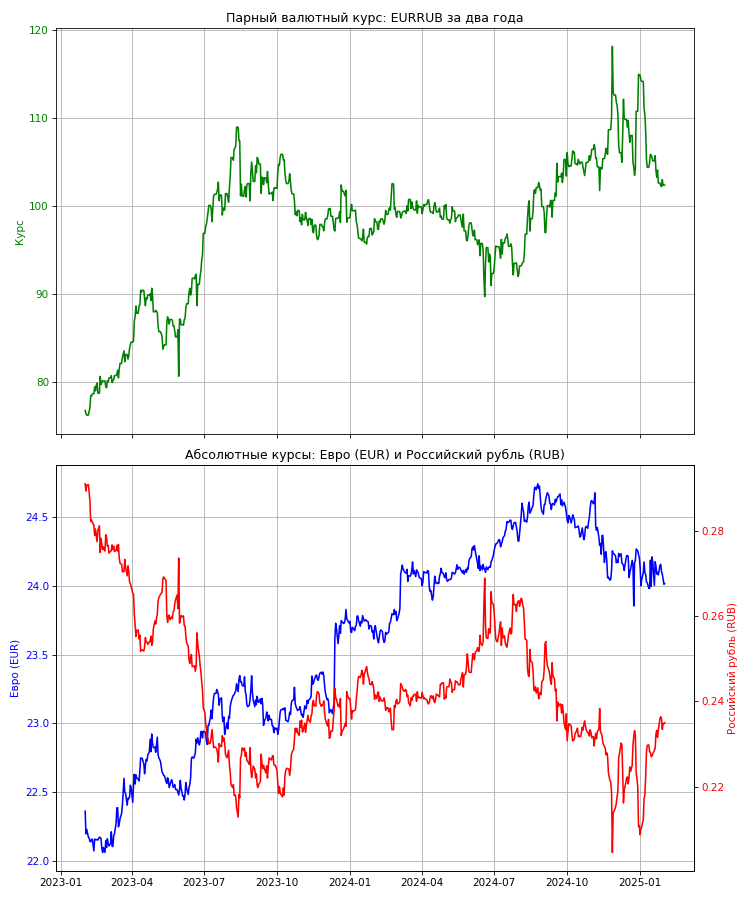 Парный валютный курс: EURRUB за два года
120
110
100
90
80
Курс
Абсолютные курсы: Евро (EUR) и Российский рубль (RUB)
24.5
24.0
23.5
23.0
22.5
22.0
Евро (EUR)
0.28
0.26
0.24
0.22
Российский рубль (RUB)
2023-01 2023-04 2023-07 2023-10 2024-01 2024-04 2024-07 2024-10 2025-01